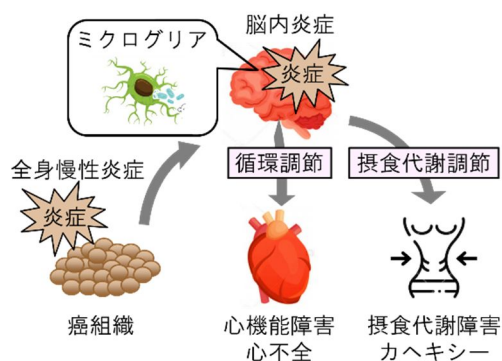 ミクログリア
脳内炎症
炎症
全身慢性炎症
炎症
循環調節
摂食代謝調節
癌組織
心機能障害
心不全
摂食代謝障害
カヘキシー